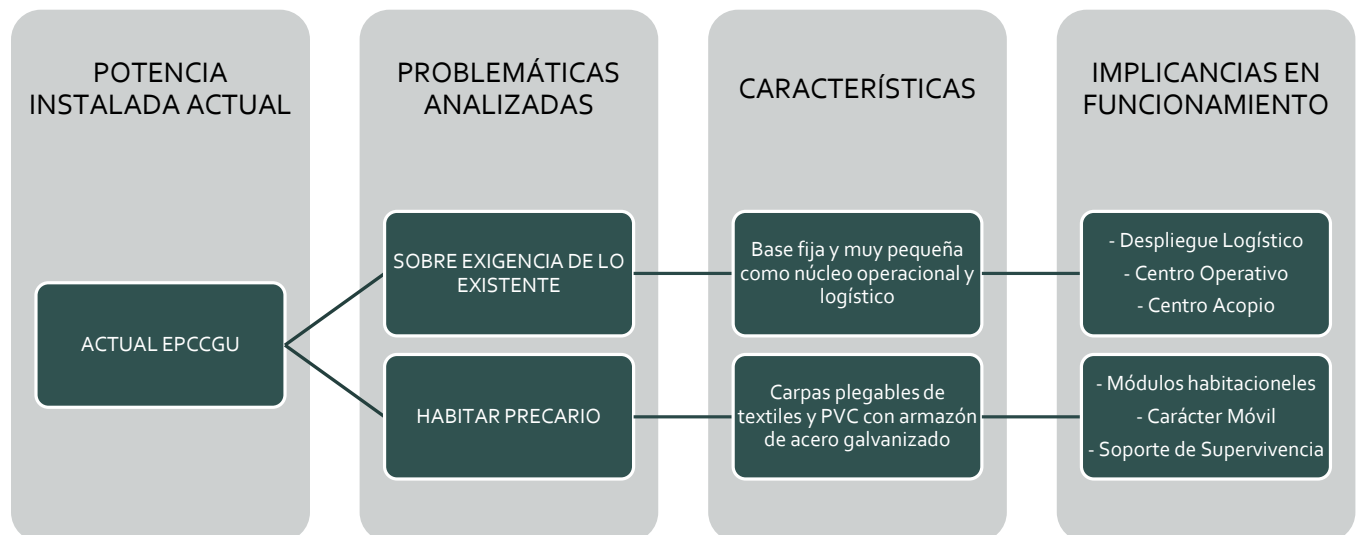 POTENCIA
INSTALADA ACTUAL
PROBLEMÁTICAS
ANALIZADAS
CARACTERÍSTICAS
IMPLICANCIAS EN
FUNCIONAMIENTO
ACTUAL EPCCGU
SOBRE EXIGENCIA DE LO
EXISTENTE
Base fija y muy pequeña
como núcleo operacional y
logístico
- Despliegue Logístico
- Centro Operativo
- Centro Acopio
HABITAR PRECARIO
Carpas plegables de
textiles y PVC con armazón
de acero galvanizado
- Módulos habitacioneles
- Carácter Móvil
- Soporte de Supervivencia